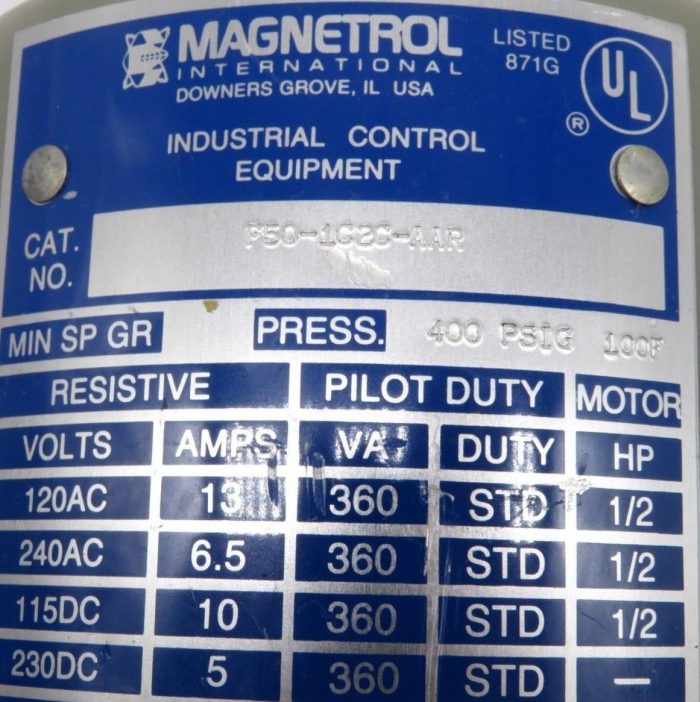 MAGNETROL
INTERNATIONAL
DOWNERS GROVE, IL USA
LISTED
871G
UL
®
INDUSTRIAL CONTROL
EQUIPMENT
CAT.
NO.
F50-1C2C-AAR
MIN SP GR PRESS. 400 PSIG 100F
RESISTIVE PILOT DUTY MOTOR
VOLTS AMPS VA DUTY HP
120AC 13 360 STD 1/2
240AC 6.5 360 STD 1/2
115DC 10 360 STD 1/2
230DC 5 360 STD —